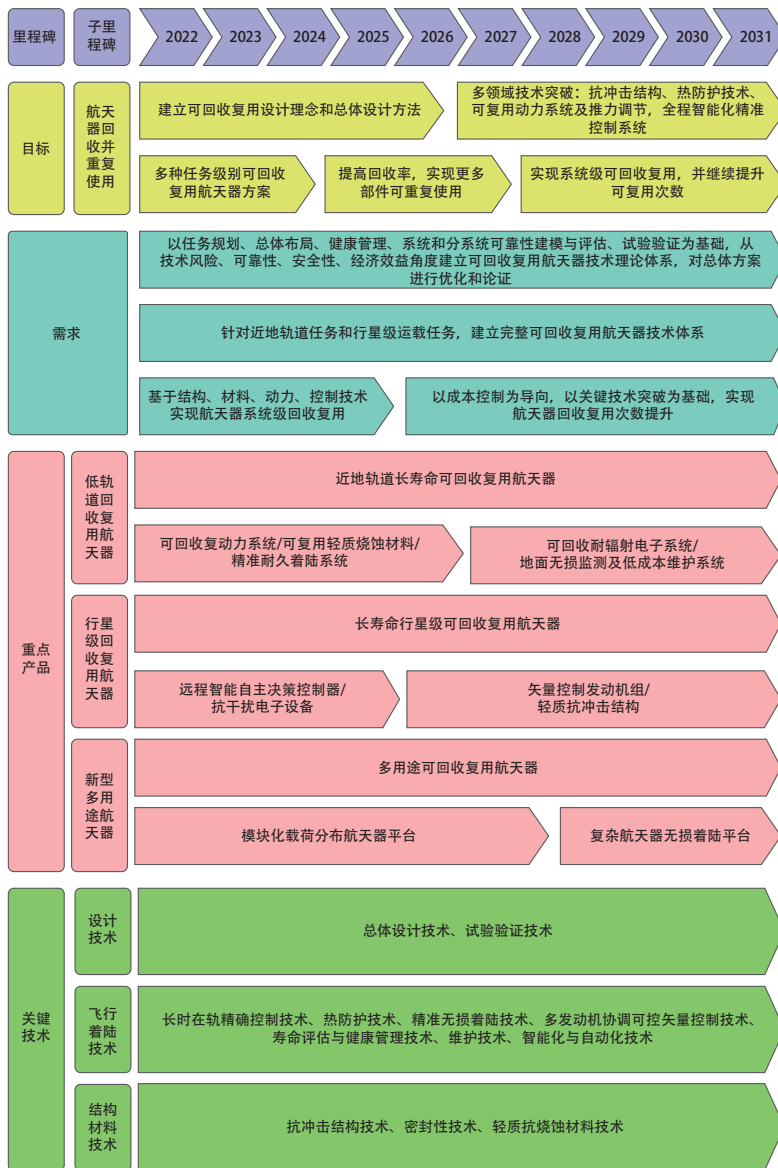 里程碑
子里
程碑
2022
2023
2024
2025
2026
2027
2028
2029
2030
2031
目标
航天
器回
收并
重复
使用
建立可回收复用设计理念和总体设计方法
多领域技术突破：抗冲击结构、热防护技术、
可复用动力系统及推力调节，全程智能化精准
控制系统
多种任务级别可回收
复用航天器方案
提高回收率，实现更多
部件可重复使用
实现系统级可回收复用，并继续提升
可复用次数
需求
以任务规划、总体布局、健康管理、系统和分系统可靠性建模与评估、试验验证为基础，从
技术风险、可靠性、安全性、经济效益角度建立可回收复用航天器技术理论体系，对总体方案
进行优化和论证
针对近地轨道任务和行星级运载任务，建立完整可回收复用航天器技术体系
基于结构、材料、动力、控制技术
实现航天器系统级回收复用
以成本控制为导向，以关键技术突破为基础，实现
航天器回收复用次数提升
重点
产品
低轨
道回
收复
用航
天器
近地轨道长寿命可回收复用航天器
可回收复动力系统/可复用轻质烧蚀材料/
精准耐久着陆系统
可回收耐辐射电子系统/
地面无损监测及低成本维护系统
行星
级回
收复
用航
天器
长寿命行星级可回收复用航天器
远程智能自主决策控制器/
抗干扰电子设备
矢量控制发动机组/
轻质抗冲击结构
新型
多用
途航
天器
多用途可回收复用航天器
模块化载荷分布航天器平台
复杂航天器无损着陆平台
关键
技术
设计
技术
总体设计技术、试验验证技术
飞行
着陆
技术
长时在轨精确控制技术、热防护技术、精准无损着陆技术、多发动机协调可控矢量控制技术、
寿命评估与健康管理技术、维护技术、智能化与自动化技术
结构
材料
技术
抗冲击结构技术、密封性技术、轻质抗烧蚀材料技术